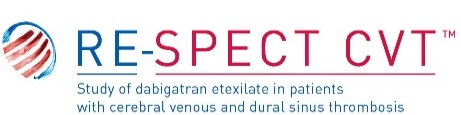 RE-SPECT CVT™
Study of dabigatran etexilate in patients
with cerebral venous and dural sinus thrombosis